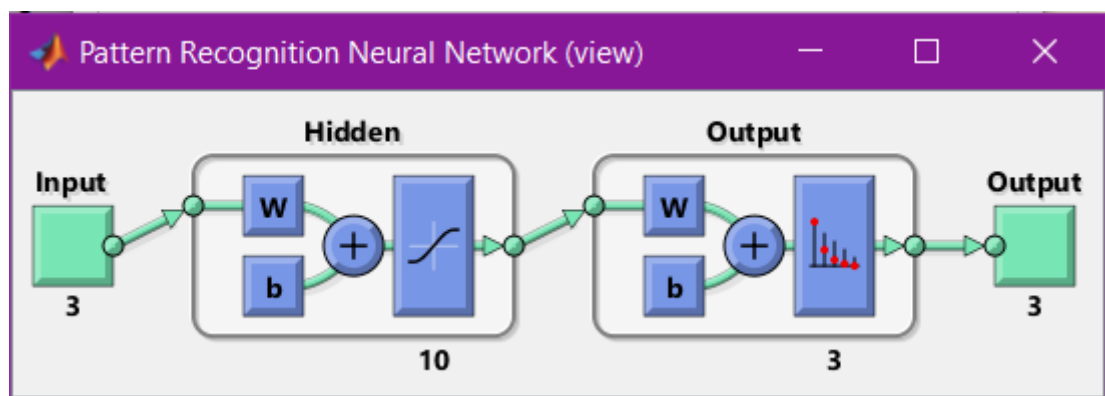 Pattern Recognition Neural Network (view)
Hidden
Output
Input
Output
W
W
+
+
b
b
3
3
10
3